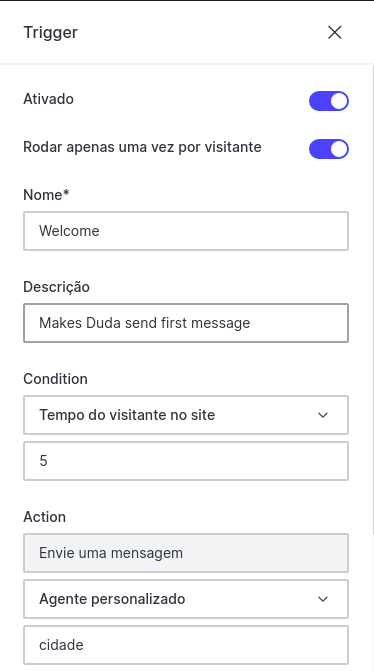 Trigger
Ativado
Rodar apenas uma vez por visitante
Nome*
Welcome
Descrição
Makes Duda send first message
Condition
Tempo do visitante no site
5
Action
Envie uma mensagem
Agente personalizado
cidade